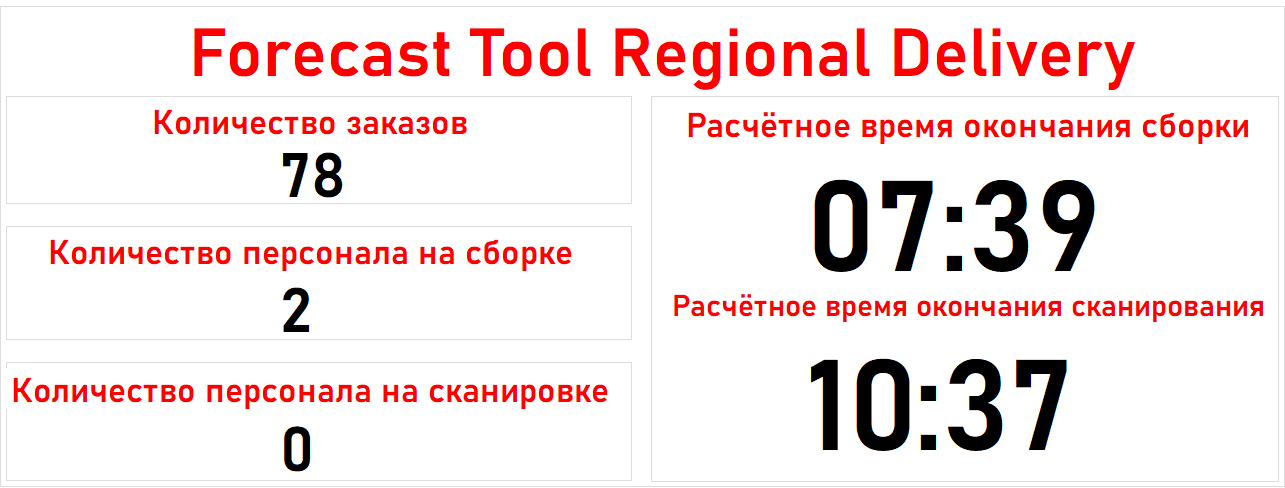 Forecast Tool Regional Delivery
Количество заказов
78
Количество персонала на сборке
2
Количество персонала на сканировке
0
Расчётное время окончания сборки
07:39
Расчётное время окончания сканирования
10:37